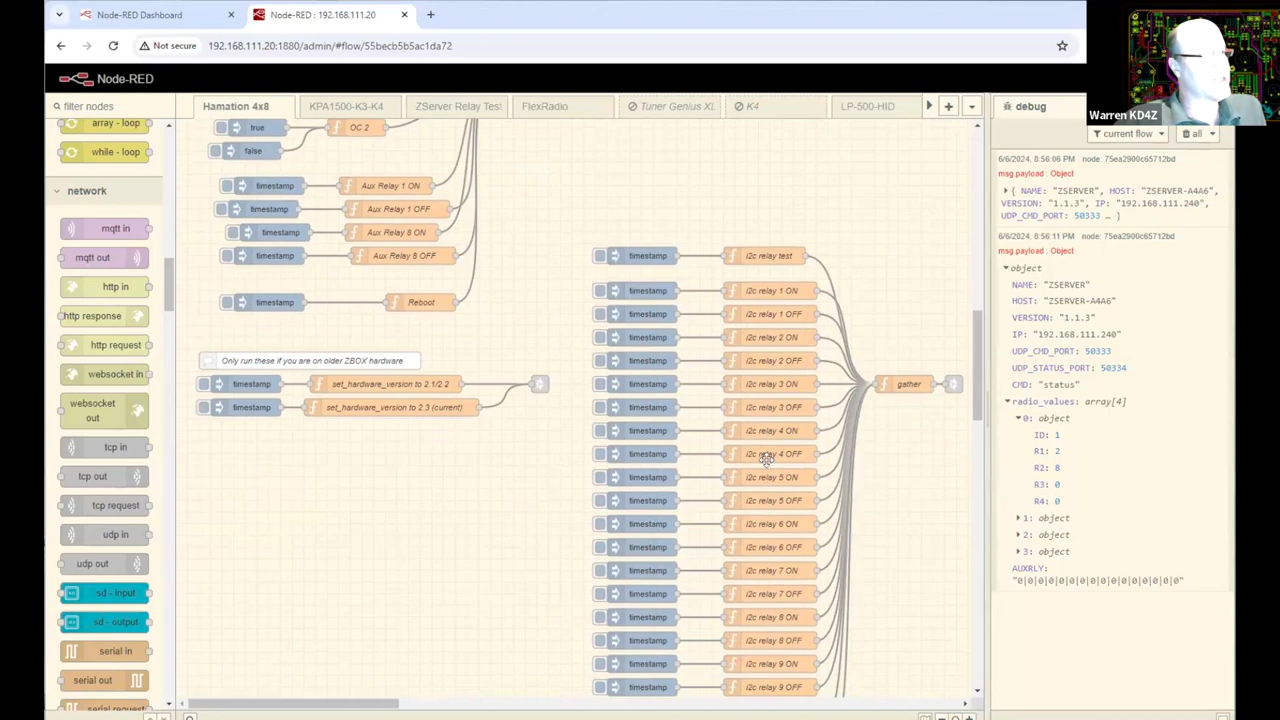 Node-RED Dashboard
Node-RED : 192.168.111.20
Not secure
192.168.111.20:1880/admin/#flow/55becb5b5ac1da72
Node-RED
Warren KD4Z
filter nodes
Hamation 4x8
KPA1500-K3-K4
ZServer Relay Test
FlexRadio
Tuner Genius XL
K4
LP-500-HID
debug
current flow
all
array - loop
while - loop
network
mqtt in
mqtt out
http in
http response
http request
websocket in
websocket
out
tcp in
tcp out
tcp request
udp in
udp out
sd - input
sd - output
serial in
serial out
serial request
true
OC 2
false
timestamp
Aux Relay 1 ON
timestamp
Aux Relay 1 OFF
timestamp
Aux Relay 8 ON
timestamp
Aux Relay 8 OFF
timestamp
Reboot
Only run these if you are on older ZBOX hardware
timestamp
set_hardware_version to 2.1/2.2
timestamp
set_hardware_version to 2.3 (current)
timestamp
i2c relay test
timestamp
i2c relay 1 ON
timestamp
i2c relay 1 OFF
timestamp
i2c relay 2 ON
timestamp
i2c relay 2 OFF
timestamp
i2c relay 3 ON
timestamp
i2c relay 3 OFF
timestamp
i2c relay 4 ON
timestamp
i2c relay 4 OFF
timestamp
i2c relay 5 ON
timestamp
i2c relay 5 OFF
timestamp
i2c relay 6 ON
timestamp
i2c relay 6 OFF
timestamp
i2c relay 7 ON
timestamp
i2c relay 7 OFF
timestamp
i2c relay 8 ON
timestamp
i2c relay 8 OFF
timestamp
i2c relay 9 ON
timestamp
i2c relay 9 OFF
gather
6/6/2024, 8:56:06 PM node: 75ea2900c65712bd
msg.payload : Object
{ NAME: "ZSERVER", HOST: "ZSERVER-A4A6",
VERSION: "1.1.3", IP: "192.168.111.240",
UDP_CMD_PORT: 50333 … }
6/6/2024, 8:56:11 PM node: 75ea2900c65712bd
msg.payload : Object
object
NAME: "ZSERVER"
HOST: "ZSERVER-A4A6"
VERSION: "1.1.3"
IP: "192.168.111.240"
UDP_CMD_PORT: 50333
UDP_STATUS_PORT: 50334
CMD: "status"
radio_values: array[4]
0: object
ID: 1
R1: 2
R2: 8
R3: 0
R4: 0
1: object
2: object
3: object
AUXRLY:
"0|0|0|0|0|0|0|0|0|0|0|0|0|0|0|0"